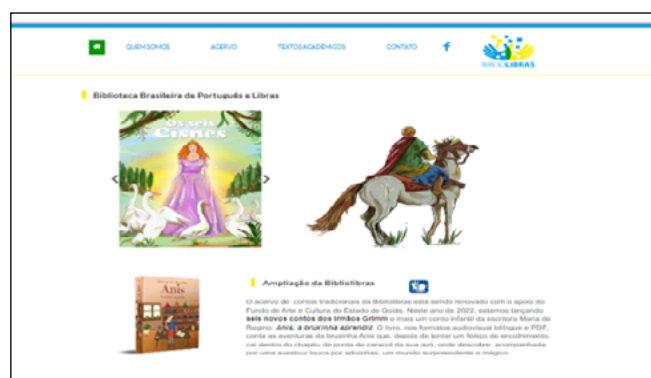 QUEM SOMOS
ACERVO
TEXTOS ACADÊMICOS
CONTATO
f
BIBLIOLIBRAS
Biblioteca Brasileira de Português e Libras
Os seis
Cisnes
Anis
Ampliação da Bibliolibras
O acervo de contos tradicionais da Bibliolibras está sendo renovado com o apoio do
Fundo de Arte e Cultura do Estado de Goiás. Neste ano de 2022, estamos lançando
seis novos contos dos Irmãos Grimm e mais um conto infantil da escritora Maria de
Regino: Anis, a bruxinha aprendiz. O livro, nos formatos audiovisual bilíngue e PDF,
conta as aventuras da bruxinha Anis que, depois de tentar um feitiço de encolhimento,
cai dentro do chapéu de ponta de caracol da sua avó, onde descobre, acompanhada
por uma avestruz louca por adivinhas, um mundo surpreendente e mágico.